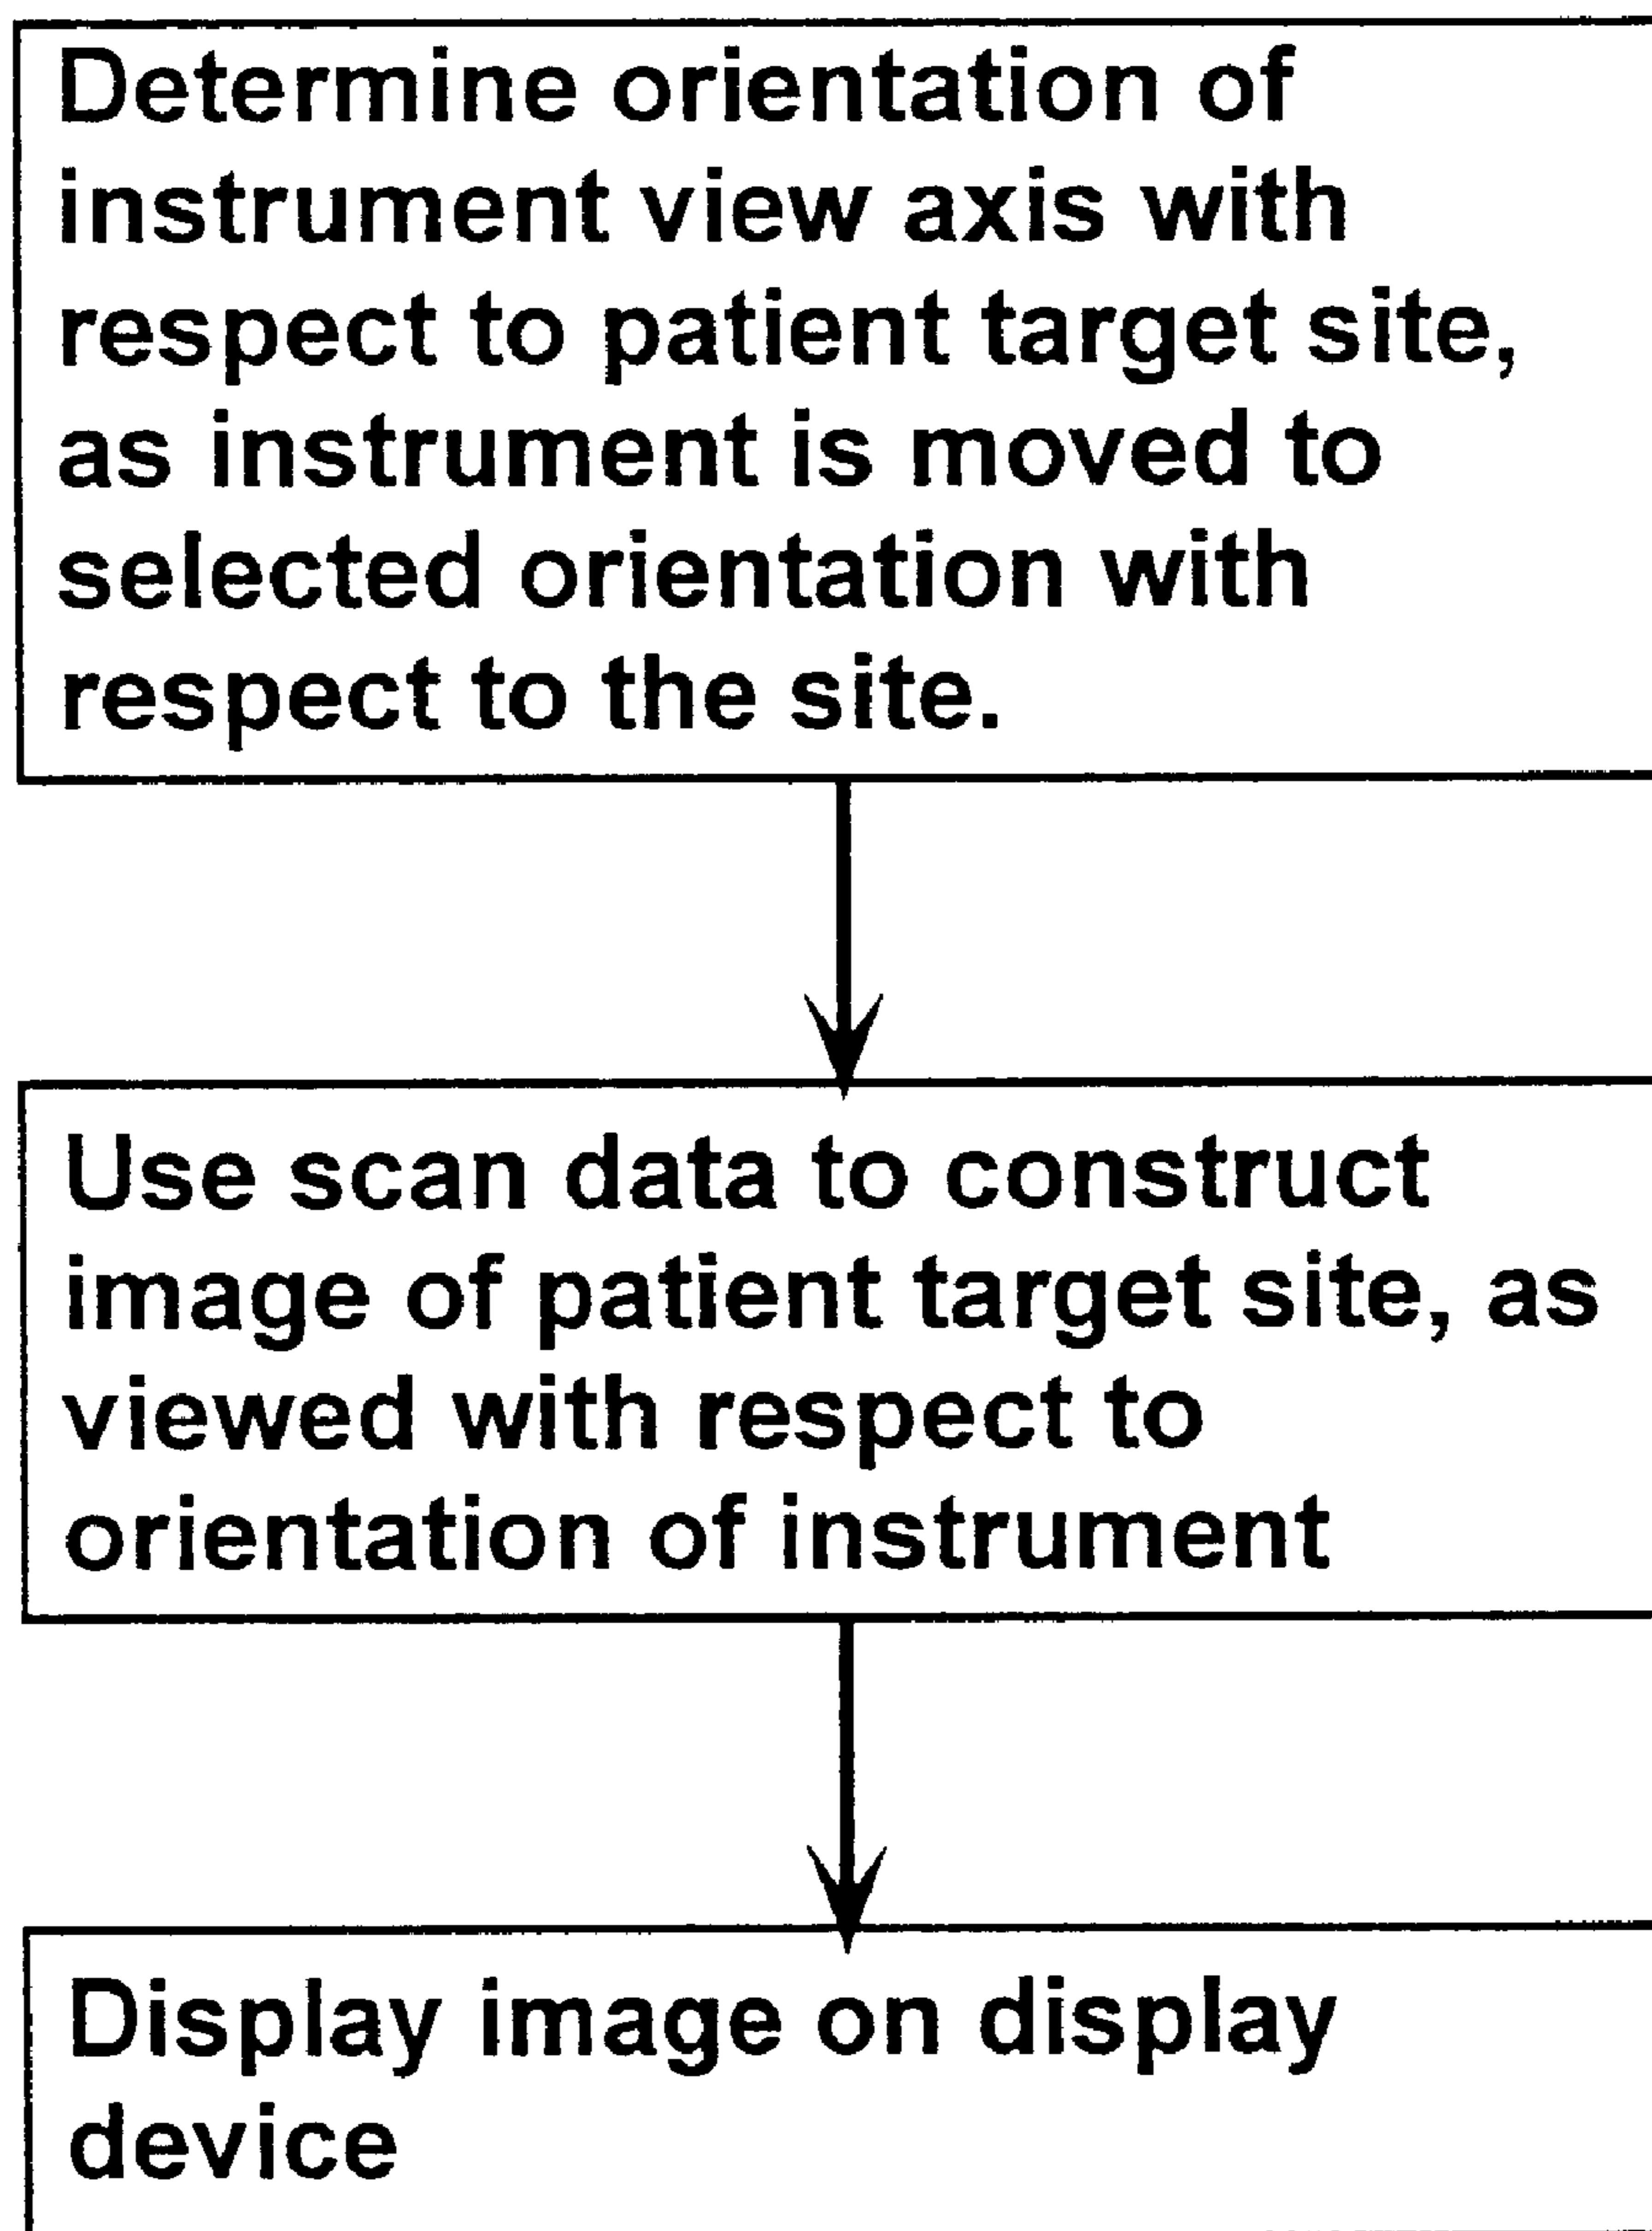 Determine orientation of
instrument view axis with
respect to patient target site,
as instrument is moved to
selected orientation with
respect to the site.
Use scan data to construct
image of patient target site, as
viewed with respect to
orientation of instrument
Display image on display
device